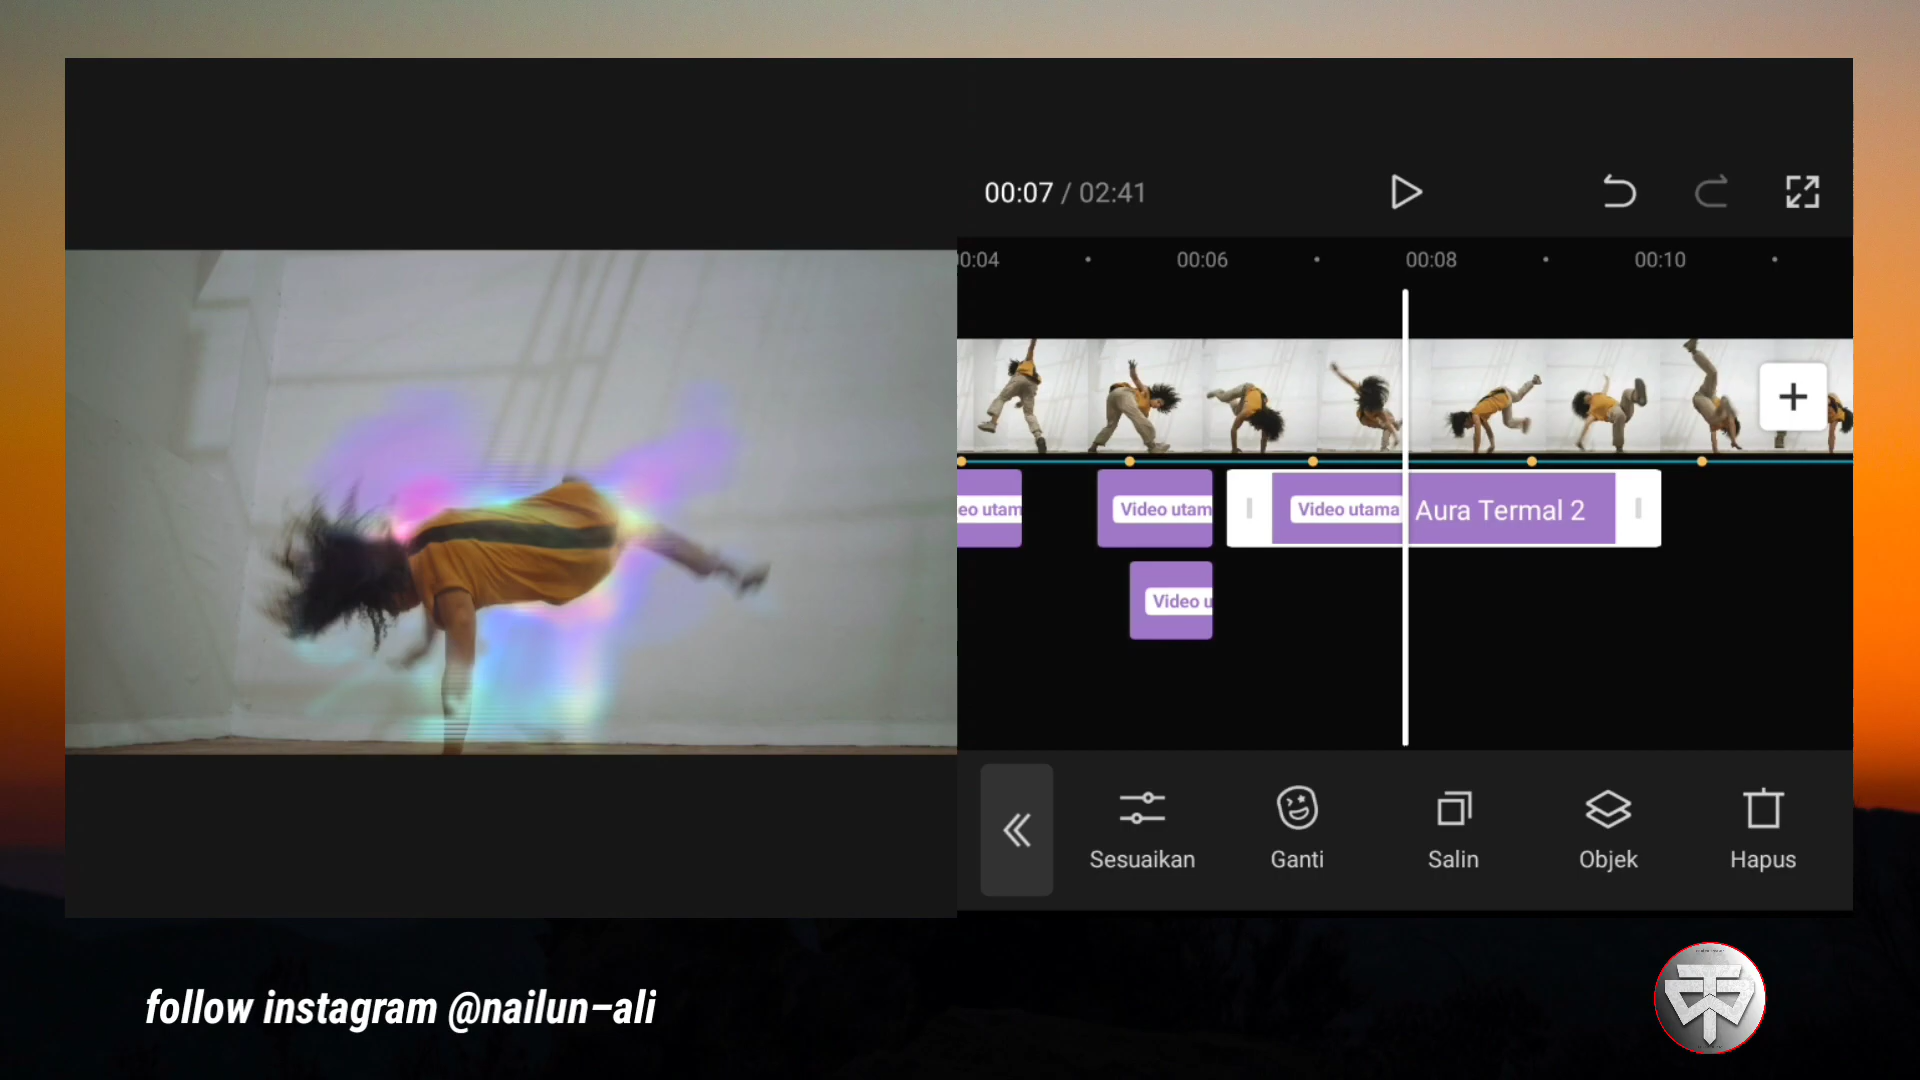 00:07 / 02:41
0:04
00:06
00:08
00:10
eo utam
Video utam
Video utama
Aura Termal 2
Video u
Sesuaikan
Ganti
Salin
Objek
Hapus
follow instagram @nailun-ali